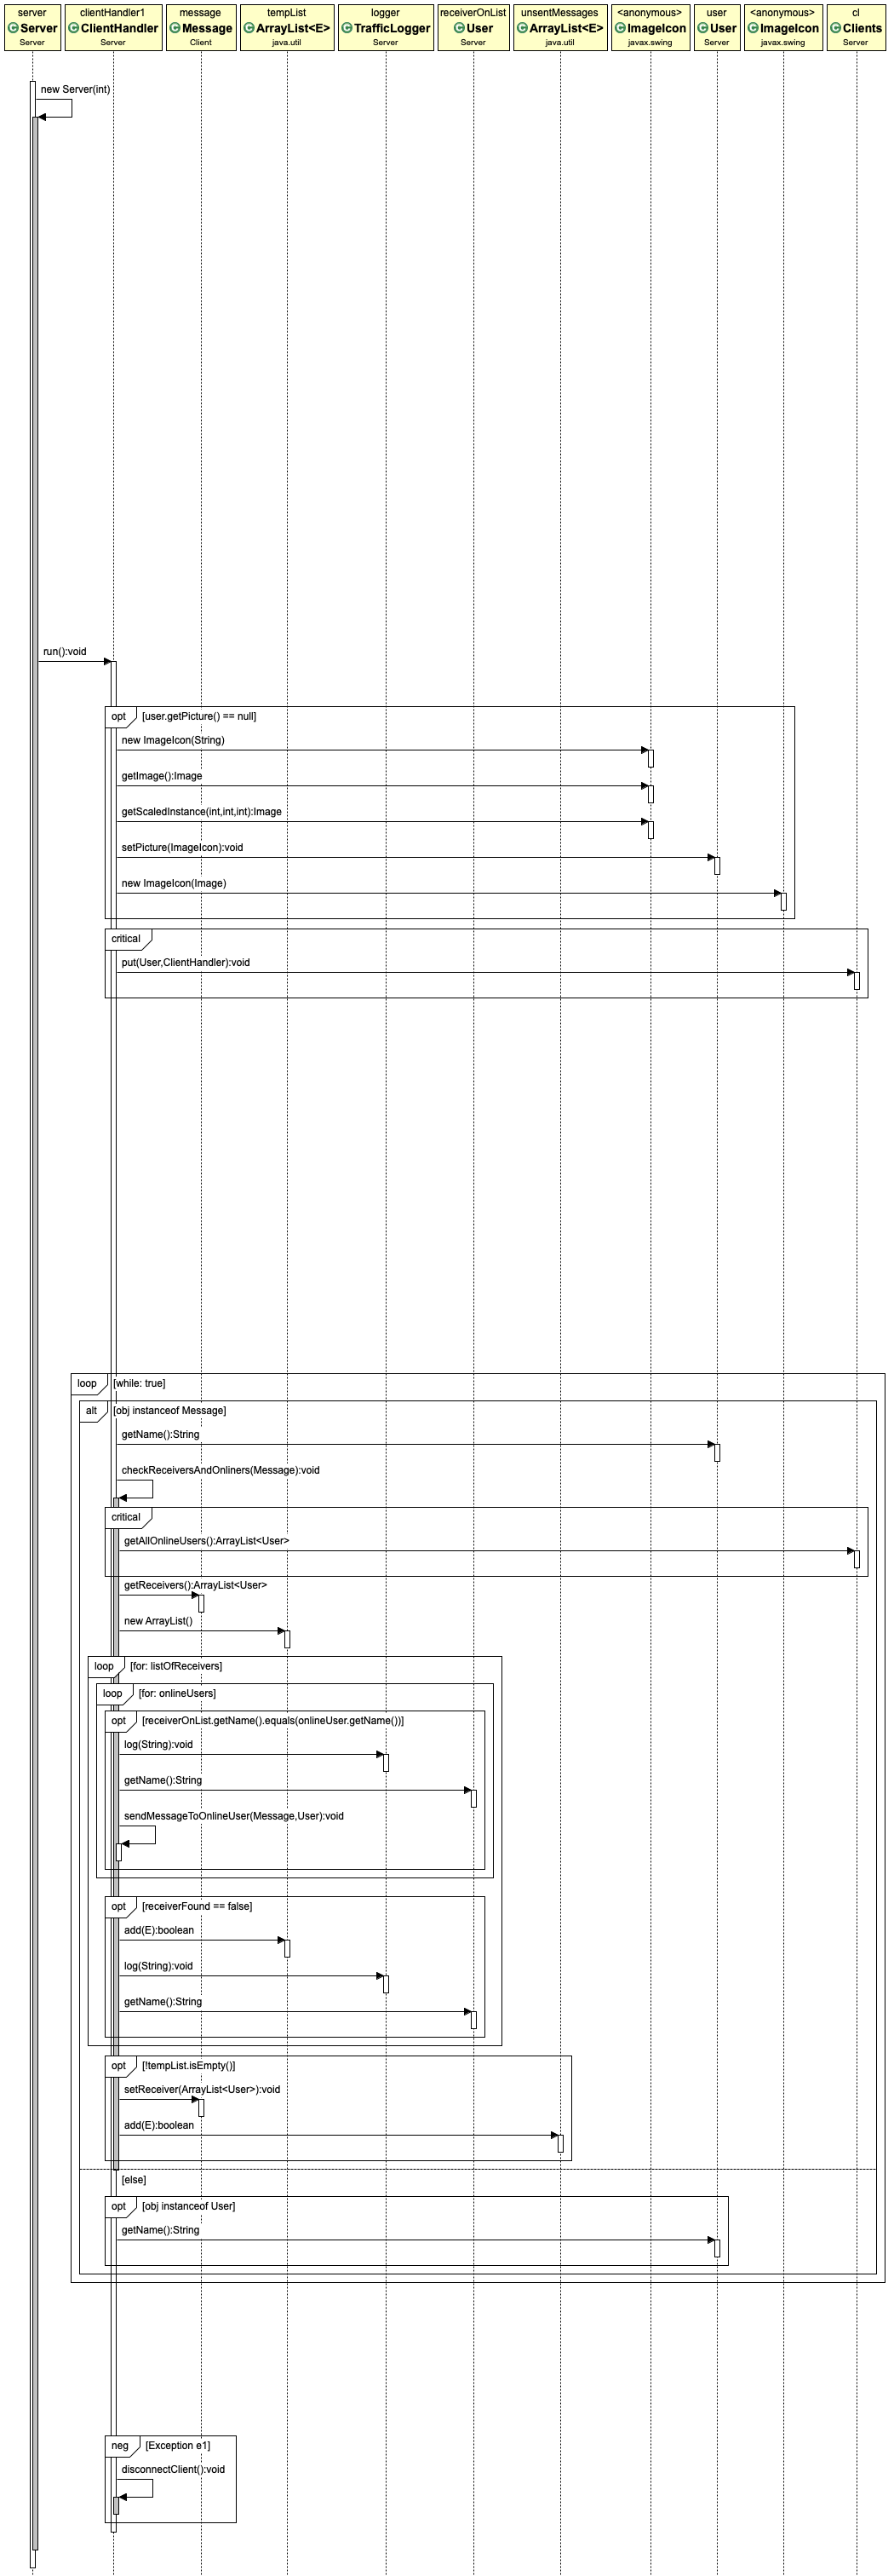 server
Server
Server
clientHandler1
ClientHandler
Server
message
Message
Client
tempList
ArrayList<E>
java.util
logger
TrafficLogger
Server
receiverOnList
User
Server
unsentMessages
ArrayList<E>
java.util
<anonymous>
ImageIcon
javax.swing
user
User
Server
<anonymous>
ImageIcon
javax.swing
cl
Clients
Server
new Server(int)
run():void
opt [user.getPicture() == null]
new ImageIcon(String)
getImage():Image
getScaledInstance(int,int,int):Image
setPicture(ImageIcon):void
new ImageIcon(Image)
critical
put(User,ClientHandler):void
loop [while: true]
alt [obj instanceof Message]
getName():String
checkReceiversAndOnliners(Message):void
critical
getAllOnlineUsers():ArrayList<User>
getReceivers():ArrayList<User>
new ArrayList()
loop [for: listOfReceivers]
loop [for: onlineUsers]
opt [receiverOnList.getName().equals(onlineUser.getName())]
log(String):void
getName():String
sendMessageToOnlineUser(Message,User):void
opt [receiverFound == false]
add(E):boolean
log(String):void
getName():String
opt [!tempList.isEmpty()]
setReceiver(ArrayList<User>):void
add(E):boolean
[else]
opt [obj instanceof User]
getName():String
neg [Exception e1]
disconnectClient():void